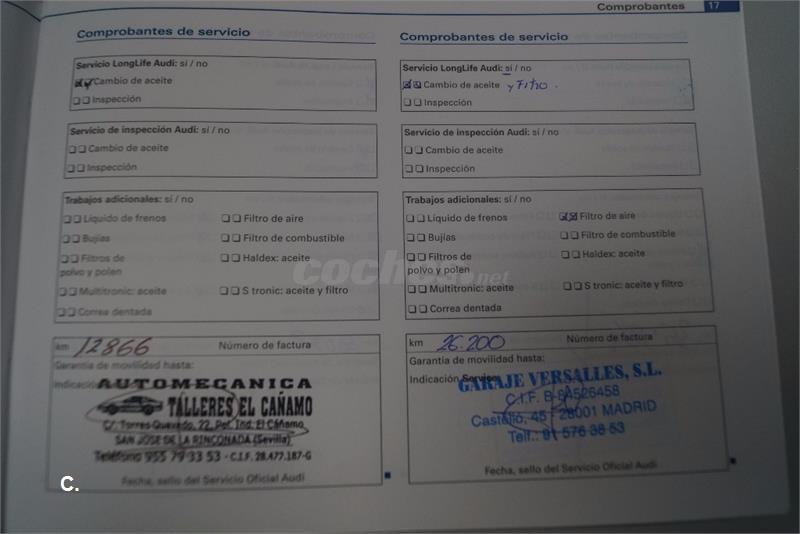 Comprobantes 17
Comprobantes de servicio
Servicio LongLife Audi: sí / no
Cambio de aceite
Inspección
Servicio de inspección Audi: sí / no
Cambio de aceite
Inspección
Trabajos adicionales: sí / no
Líquido de frenos
Filtro de aire
Bujías
Filtro de combustible
Filtros de
polvo y polen
Haldex: aceite
Multitronic: aceite
S tronic: aceite y filtro
Correa dentada
km 12866 Número de factura
Garantía de movilidad hasta:
Indicación
AUTOMECANICA
TALLERES EL CAÑAMO
C/. Torres Quevedo, 22, Pol. Ind. El Cáñamo
SAN JOSE DE LA RINCONADA (Sevilla)
Teléfono 955 79 33 53 - C.I.F. 28.477.187-G
Fecha, sello del Servicio Oficial Audi
C.
Comprobantes de servicio
Servicio LongLife Audi: sí / no
Cambio de aceite y Filtro.
Inspección
Servicio de inspección Audi: sí / no
Cambio de aceite
Inspección
Trabajos adicionales: sí / no
Líquido de frenos
Filtro de aire
Bujías
Filtro de combustible
Filtros de
polvo y polen
Haldex: aceite
Multitronic: aceite
S tronic: aceite y filtro
Correa dentada
km 26.200 Número de factura
Garantía de movilidad hasta:
Indicación Service:
GARAJE VERSALLES, S.L.
C.I.F. B-84526458
Castelló, 45 - 28001 MADRID
Telf.: 91 576 38 53
Fecha, sello del Servicio Oficial Audi
coches.net